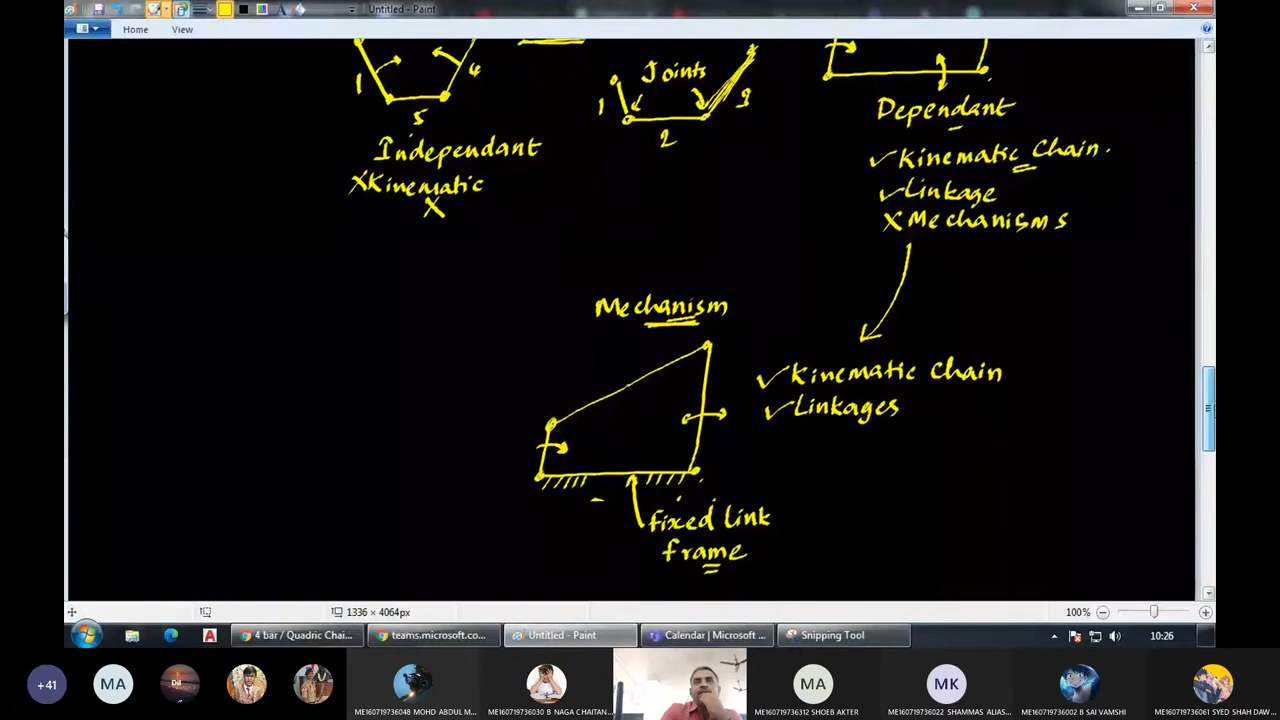 Untitled - Paint
Home
View
1
4
5
Independant
XKinematic
X
Joints
1
2
3
Dependant
✓Kinematic Chain.
✓Linkage
X Mechanisms
Mechanism
✓Kinematic Chain
✓Linkages
fixed link
frame
1336 × 4064px
100%
4 bar / Quadric Chai...
teams.microsoft.co...
Untitled - Paint
Calendar | Microsoft ...
Snipping Tool
10:26
+41
MA
Dil
MA
MK
ME160719736048 MOHD ABDUL M...
ME160719736030 B NAGA CHAITAN...
ME160719736312 SHOEB AKTER
ME160719736022 SHAMMAS ALIAS...
ME160719736002 B SAI VAMSHI
ME160719736061 SYED SHAH DAW...